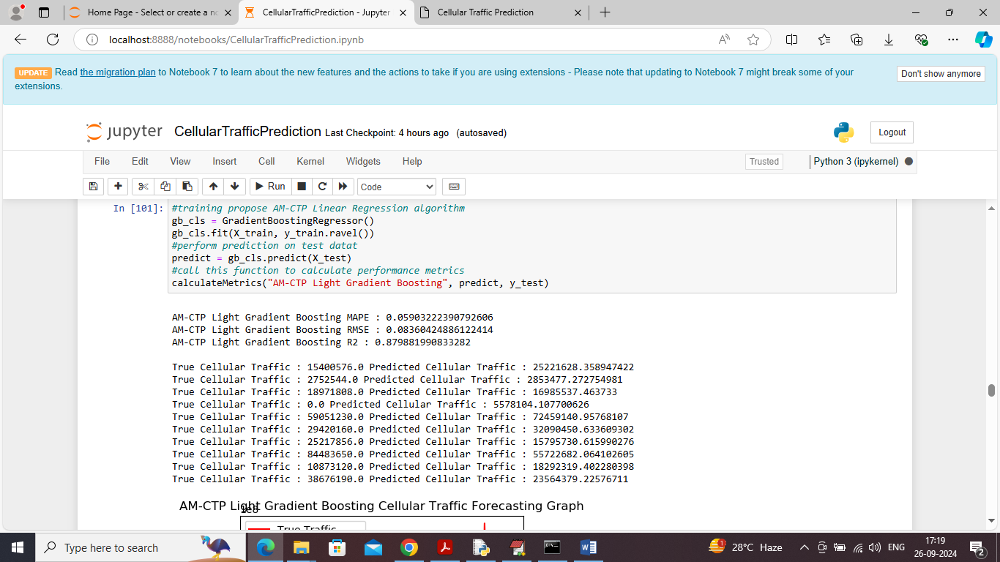 Home Page - Select or create a no
CellularTrafficPrediction - Jupyter
Cellular Traffic Prediction
localhost:8888/notebooks/CellularTrafficPrediction.ipynb
UPDATE Read the migration plan to Notebook 7 to learn about the new features and the actions to take if you are using extensions - Please note that updating to Notebook 7 might break some of your
extensions.
Don't show anymore
jupyter CellularTrafficPrediction Last Checkpoint: 4 hours ago (autosaved)
Logout
File Edit View Insert Cell Kernel Widgets Help
Trusted
Python 3 (ipykernel)
Run
Code
In [101]: #training propose AM-CTP Linear Regression algorithm
gb_cls = GradientBoostingRegressor()
gb_cls.fit(X_train, y_train.ravel())
#perform prediction on test datat
predict = gb_cls.predict(X_test)
#call this function to calculate performance metrics
calculateMetrics("AM-CTP Light Gradient Boosting", predict, y_test)
AM-CTP Light Gradient Boosting MAPE : 0.05903222390792606
AM-CTP Light Gradient Boosting RMSE : 0.08360424886122414
AM-CTP Light Gradient Boosting R2 : 0.879881990833282
True Cellular Traffic : 15400576.0 Predicted Cellular Traffic : 25221628.358947422
True Cellular Traffic : 2752544.0 Predicted Cellular Traffic : 2853477.272754981
True Cellular Traffic : 18971808.0 Predicted Cellular Traffic : 16985537.463733
True Cellular Traffic : 0.0 Predicted Cellular Traffic : 5578104.107700626
True Cellular Traffic : 59051230.0 Predicted Cellular Traffic : 72459140.95768107
True Cellular Traffic : 29420160.0 Predicted Cellular Traffic : 32090450.633609302
True Cellular Traffic : 25217856.0 Predicted Cellular Traffic : 15795730.615990276
True Cellular Traffic : 84483650.0 Predicted Cellular Traffic : 55722682.064102605
True Cellular Traffic : 10873120.0 Predicted Cellular Traffic : 18292319.402280398
True Cellular Traffic : 38676190.0 Predicted Cellular Traffic : 23564379.22576711
AM-CTP Light Gradient Boosting Cellular Traffic Forecasting Graph
1e8
True Traffic
Type here to search
1
28°C Haze
ENG
17:19
26-09-2024
2